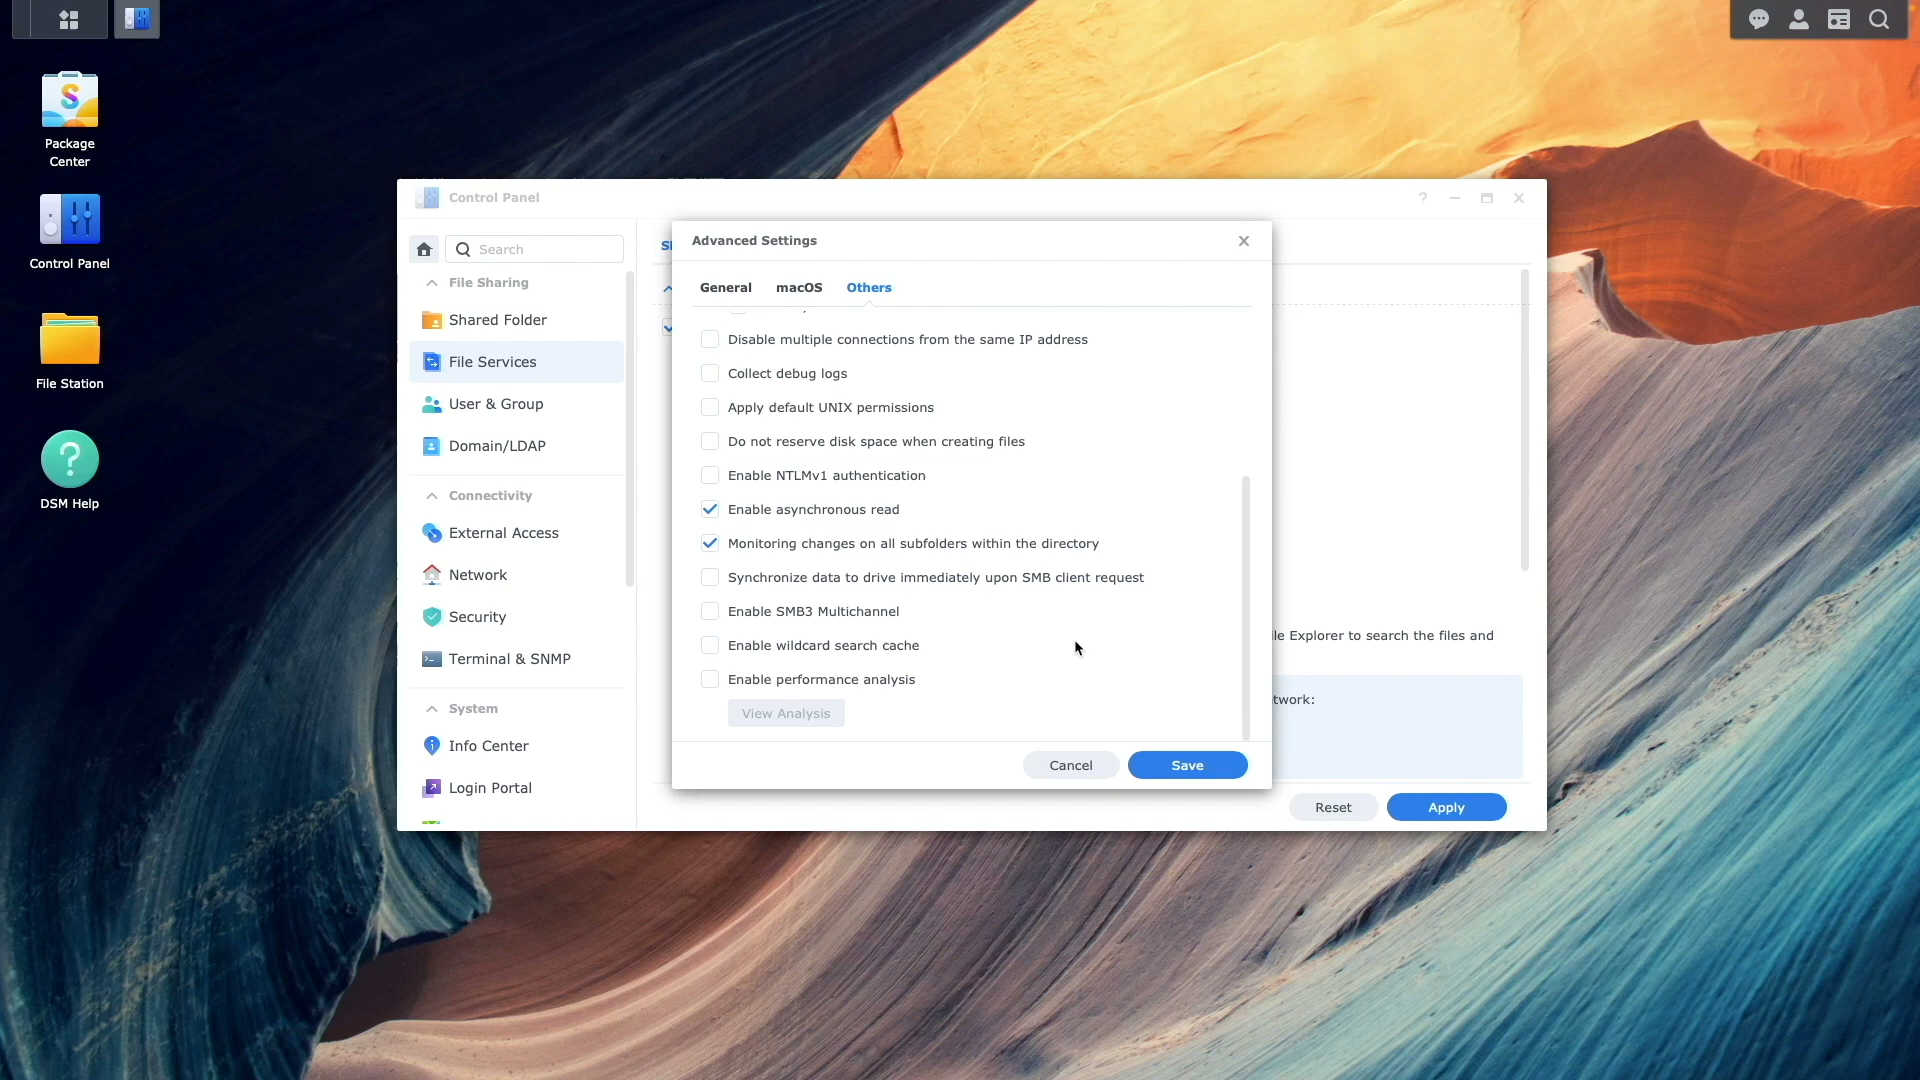 Package
Center
Control Panel
File Station
DSM Help
Control Panel
Search
File Sharing
Shared Folder
File Services
User & Group
Domain/LDAP
Connectivity
External Access
Network
Security
Terminal & SNMP
System
Info Center
Login Portal
Advanced Settings
General macOS Others
Disable multiple connections from the same IP address
Collect debug logs
Apply default UNIX permissions
Do not reserve disk space when creating files
Enable NTLMv1 authentication
Enable asynchronous read
Monitoring changes on all subfolders within the directory
Synchronize data to drive immediately upon SMB client request
Enable SMB3 Multichannel
Enable wildcard search cache
Enable performance analysis
View Analysis
Cancel Save
Explorer to search the files and
Reset Apply